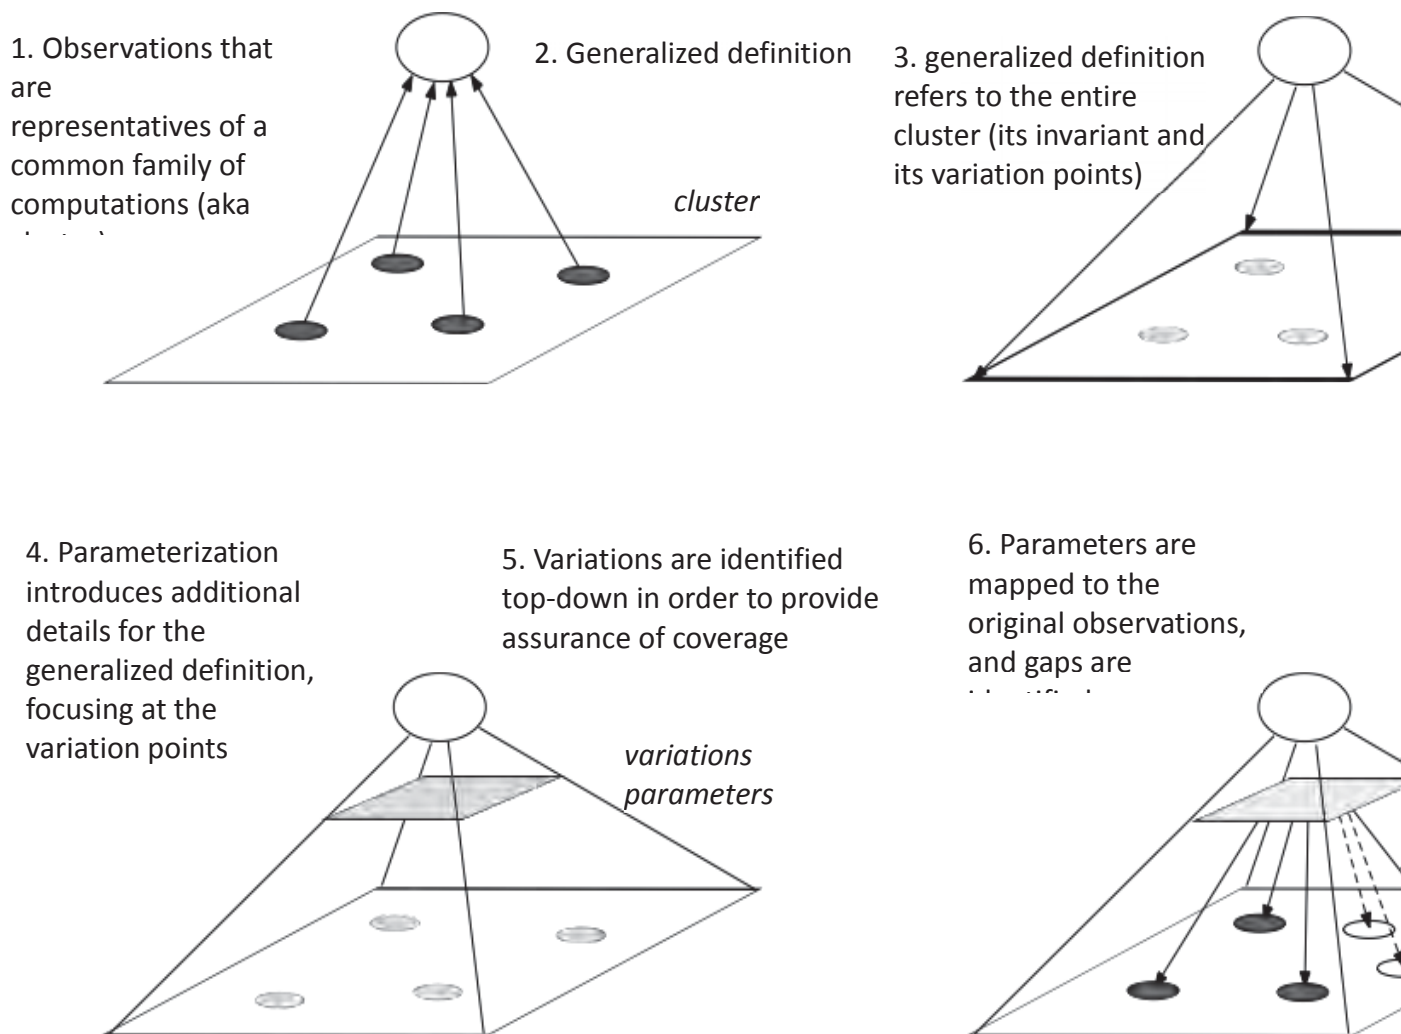 1. Observations that
are
representatives of a
common family of
computations (aka
2. Generalized definition
cluster
3. generalized definition
refers to the entire
cluster (its invariant and
its variation points)
4. Parameterization
introduces additional
details for the
generalized definition,
focusing at the
variation points
5. Variations are identified
top-down in order to provide
assurance of coverage
variations
parameters
6. Parameters are
mapped to the
original observations,
and gaps are